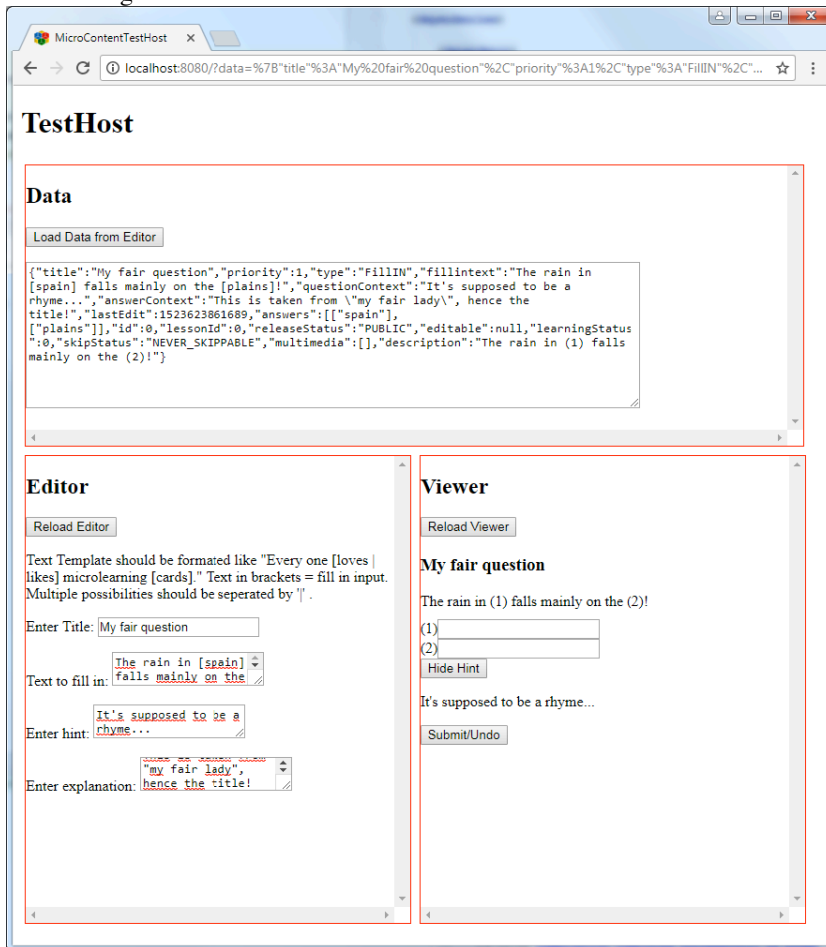 MicroContentTestHost
localhost:8080/?data=%7B"title"%3A"My%20fair%20question"%2C"priority"%3A1%2C"type"%3A"FillIN"%2C"...
TestHost
Data
Load Data from Editor
{"title":"My fair question","priority":1,"type":"FillIN","fillintext":"The rain in
[spain] falls mainly on the [plains]!","questionContext":"It's supposed to be a
rhyme...","answerContext":"This is taken from \"my fair lady\", hence the
title!","lastEdit":1523623861689,"answers":[["spain"],
["plains"]],"id":0,"lessonId":0,"releaseStatus":"PUBLIC","editable":null,"learningStatus
":0,"skipStatus":"NEVER_SKIPPABLE","multimedia":[],"description":"The rain in (1) falls
mainly on the (2)!"}
Editor
Reload Editor
Text Template should be formated like "Every one [loves |
likes] microlearning [cards]." Text in brackets = fill in input.
Multiple possibilities should be seperated by '|' .
Enter Title: My fair question
The rain in [spain]
Text to fill in: falls mainly on the
It's supposed to be a
Enter hint: rhyme...
"my fair lady",
Enter explanation: hence the title!
Viewer
Reload Viewer
My fair question
The rain in (1) falls mainly on the (2)!
(1)
(2)
Hide Hint
It's supposed to be a rhyme...
Submit/Undo